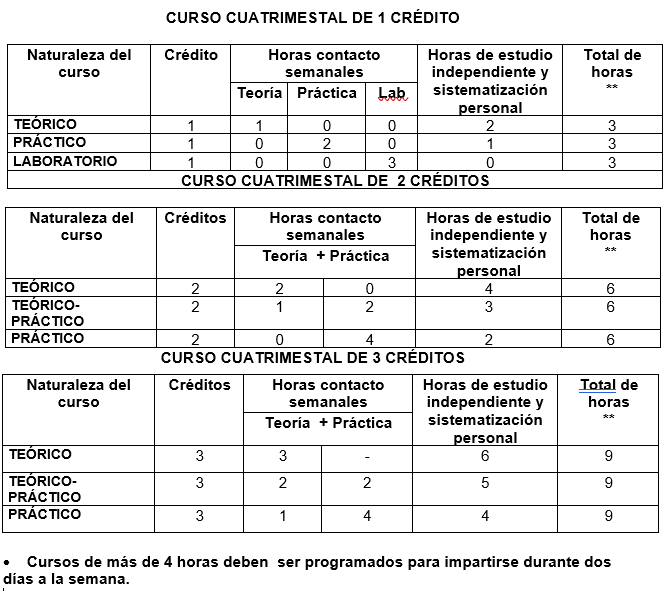 CURSO CUATRIMESTAL DE 1 CRÉDITO
Naturaleza del curso Crédito Horas contacto semanales Horas de estudio independiente y sistematización personal Total de horas **
Teoría Práctica Lab.
TEÓRICO 1 1 0 0 2 3
PRÁCTICO 1 0 2 0 1 3
LABORATORIO 1 0 0 3 0 3
CURSO CUATRIMESTAL DE 2 CRÉDITOS
Naturaleza del curso Créditos Horas contacto semanales Horas de estudio independiente y sistematización personal Total de horas **
Teoría + Práctica
TEÓRICO 2 2 0 4 6
TEÓRICO-PRÁCTICO 2 1 2 3 6
PRÁCTICO 2 0 4 2 6
CURSO CUATRIMESTAL DE 3 CRÉDITOS
Naturaleza del curso Créditos Horas contacto semanales Horas de estudio independiente y sistematización personal Total de horas **
Teoría + Práctica
TEÓRICO 3 3 - 6 9
TEÓRICO-PRÁCTICO 3 2 2 5 9
PRÁCTICO 3 1 4 4 9
• Cursos de más de 4 horas deben ser programados para impartirse durante dos
días a la semana.